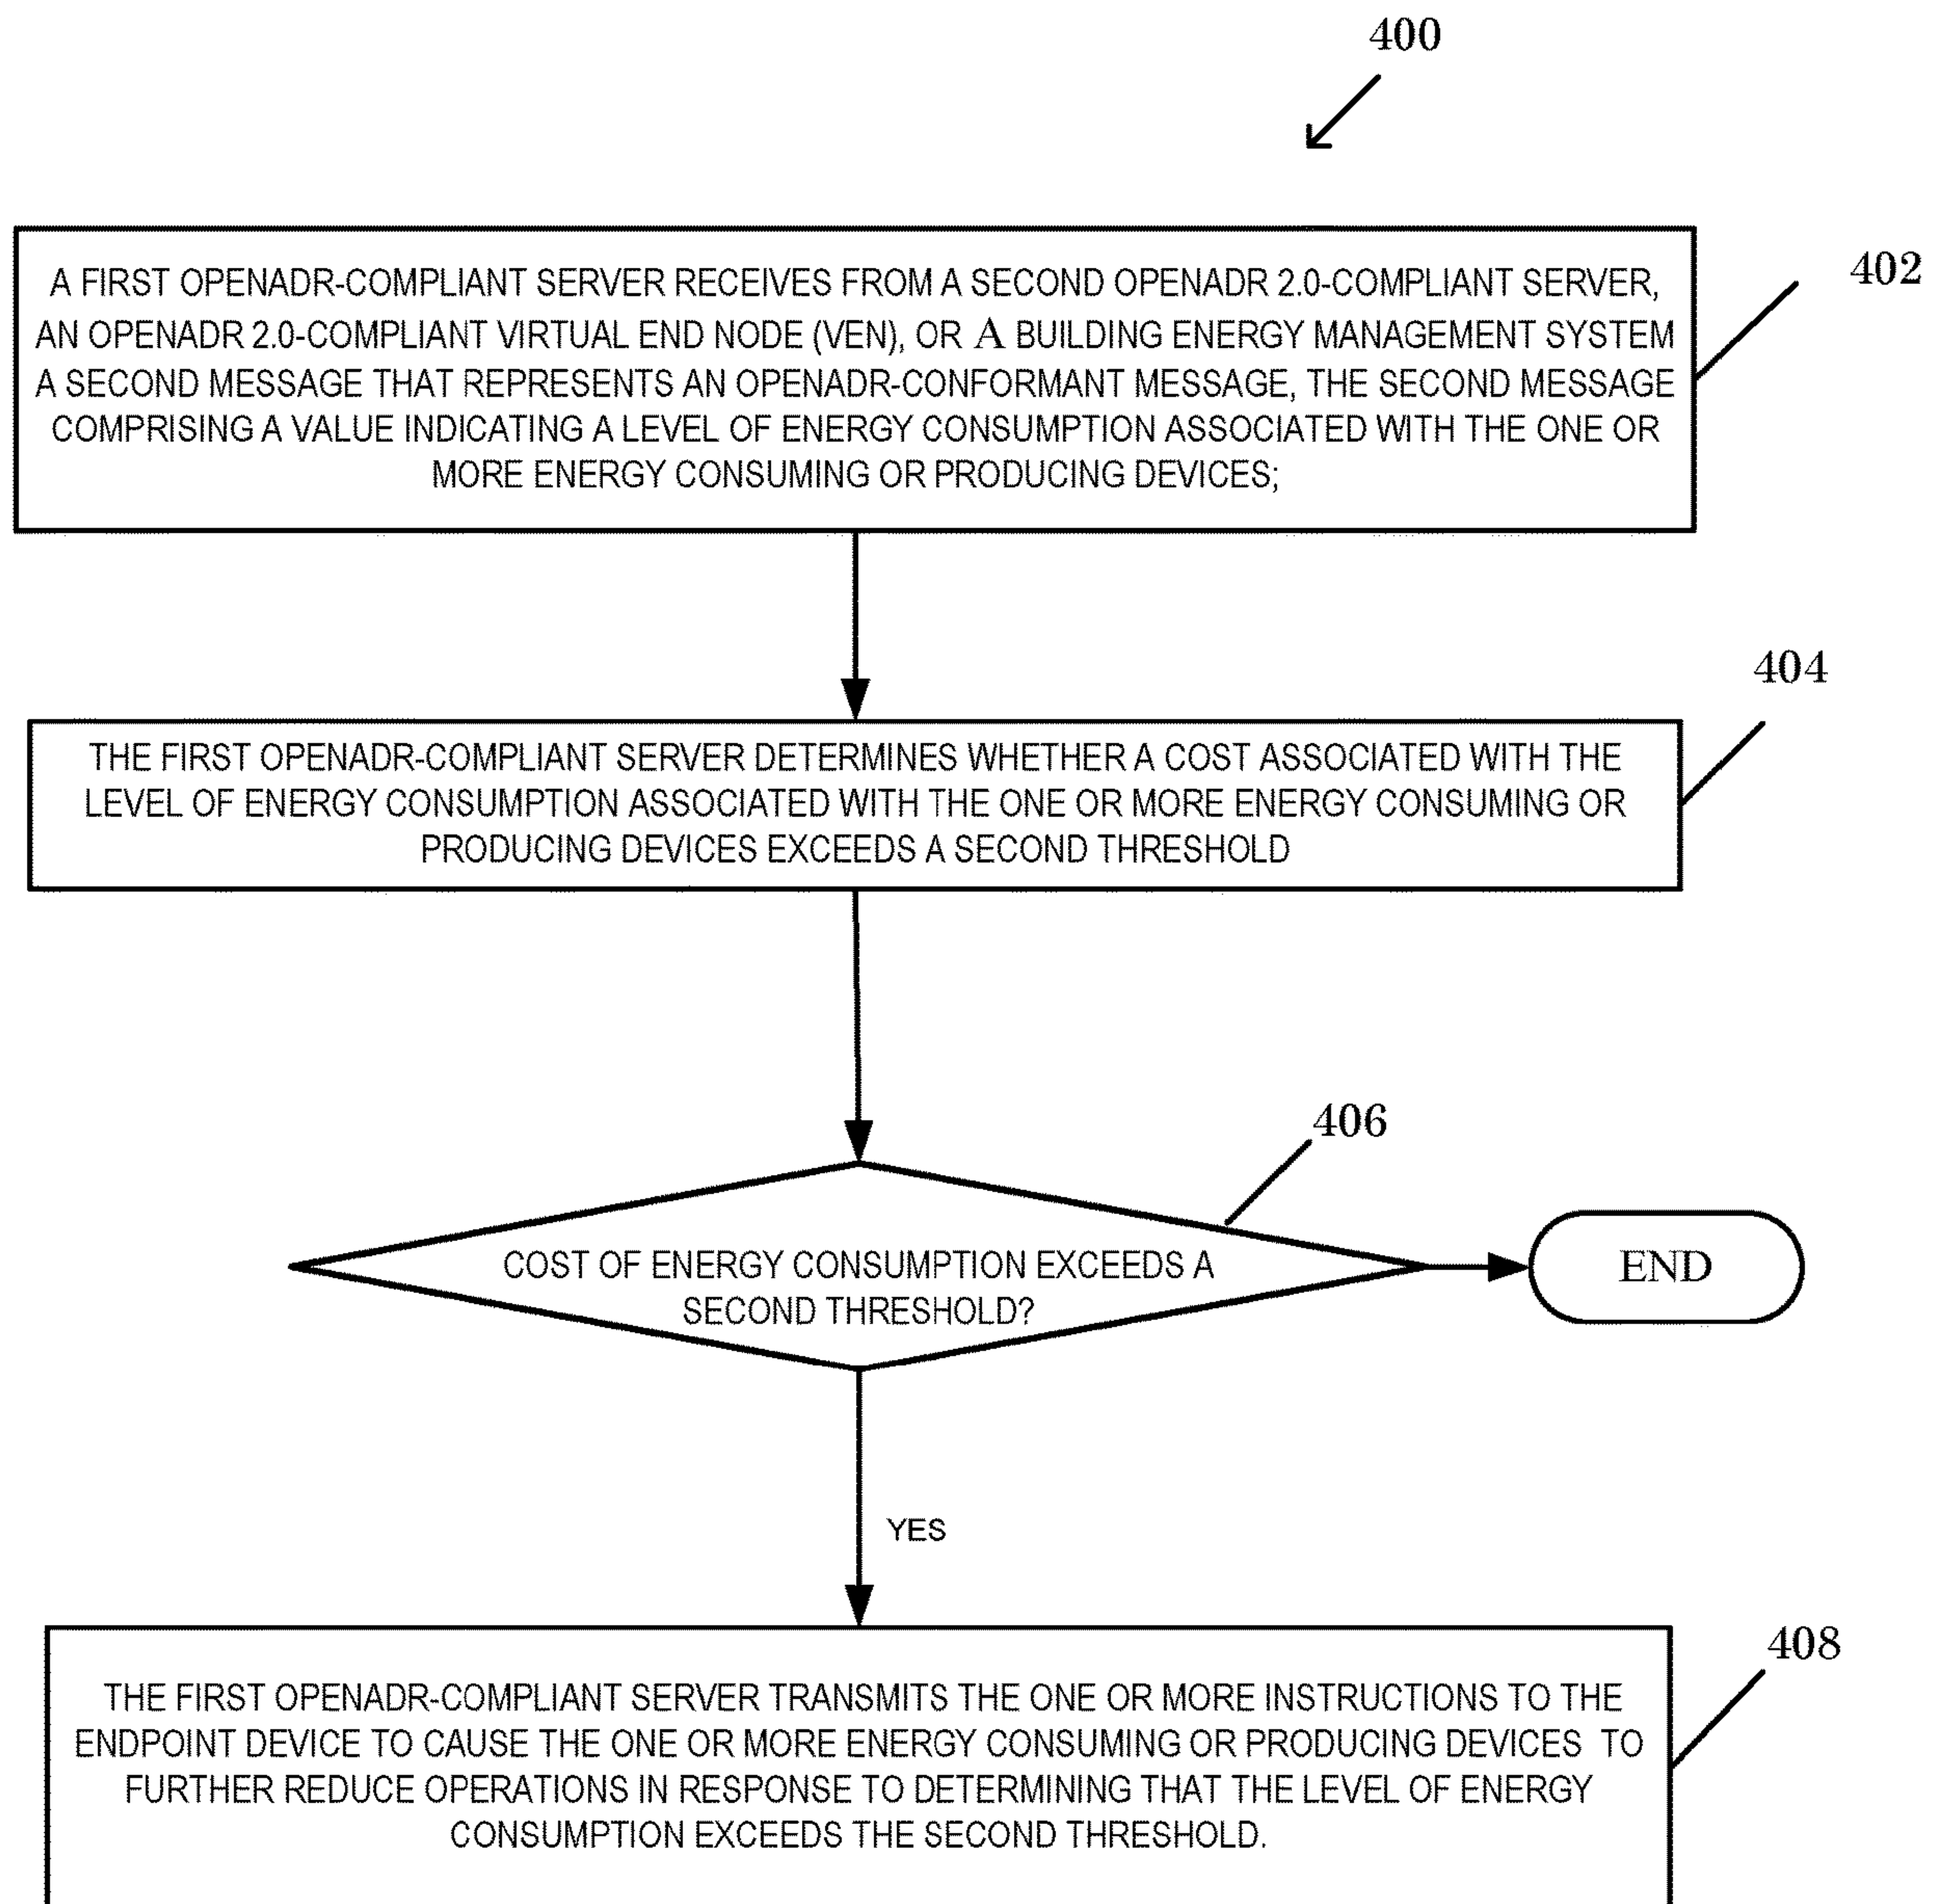 400
A FIRST OPENADR-COMPLIANT SERVER RECEIVES FROM A SECOND OPENADR 2.0-COMPLIANT SERVER,
AN OPENADR 2.0-COMPLIANT VIRTUAL END NODE (VEN), OR A BUILDING ENERGY MANAGEMENT SYSTEM
A SECOND MESSAGE THAT REPRESENTS AN OPENADR-CONFORMANT MESSAGE, THE SECOND MESSAGE
COMPRISING A VALUE INDICATING A LEVEL OF ENERGY CONSUMPTION ASSOCIATED WITH THE ONE OR
MORE ENERGY CONSUMING OR PRODUCING DEVICES;
402
THE FIRST OPENADR-COMPLIANT SERVER DETERMINES WHETHER A COST ASSOCIATED WITH THE
LEVEL OF ENERGY CONSUMPTION ASSOCIATED WITH THE ONE OR MORE ENERGY CONSUMING OR
PRODUCING DEVICES EXCEEDS A SECOND THRESHOLD
404
COST OF ENERGY CONSUMPTION EXCEEDS A
SECOND THRESHOLD?
406
END
YES
THE FIRST OPENADR-COMPLIANT SERVER TRANSMITS THE ONE OR MORE INSTRUCTIONS TO THE
ENDPOINT DEVICE TO CAUSE THE ONE OR MORE ENERGY CONSUMING OR PRODUCING DEVICES TO
FURTHER REDUCE OPERATIONS IN RESPONSE TO DETERMINING THAT THE LEVEL OF ENERGY
CONSUMPTION EXCEEDS THE SECOND THRESHOLD.
408